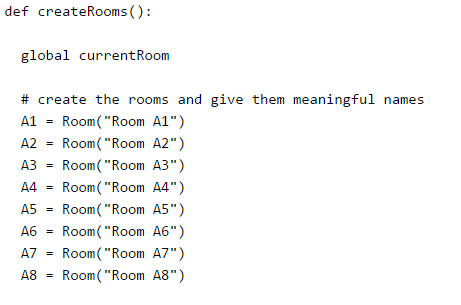 def createRooms():
global currentRoom
# create the rooms and give them meaningful names
A1 = Room("Room A1")
A2 = Room("Room A2")
A3 = Room("Room A3")
A4 = Room("Room A4")
A5 = Room("Room A5")
A6 = Room("Room A6")
A7 = Room("Room A7")
A8 = Room("Room A8")